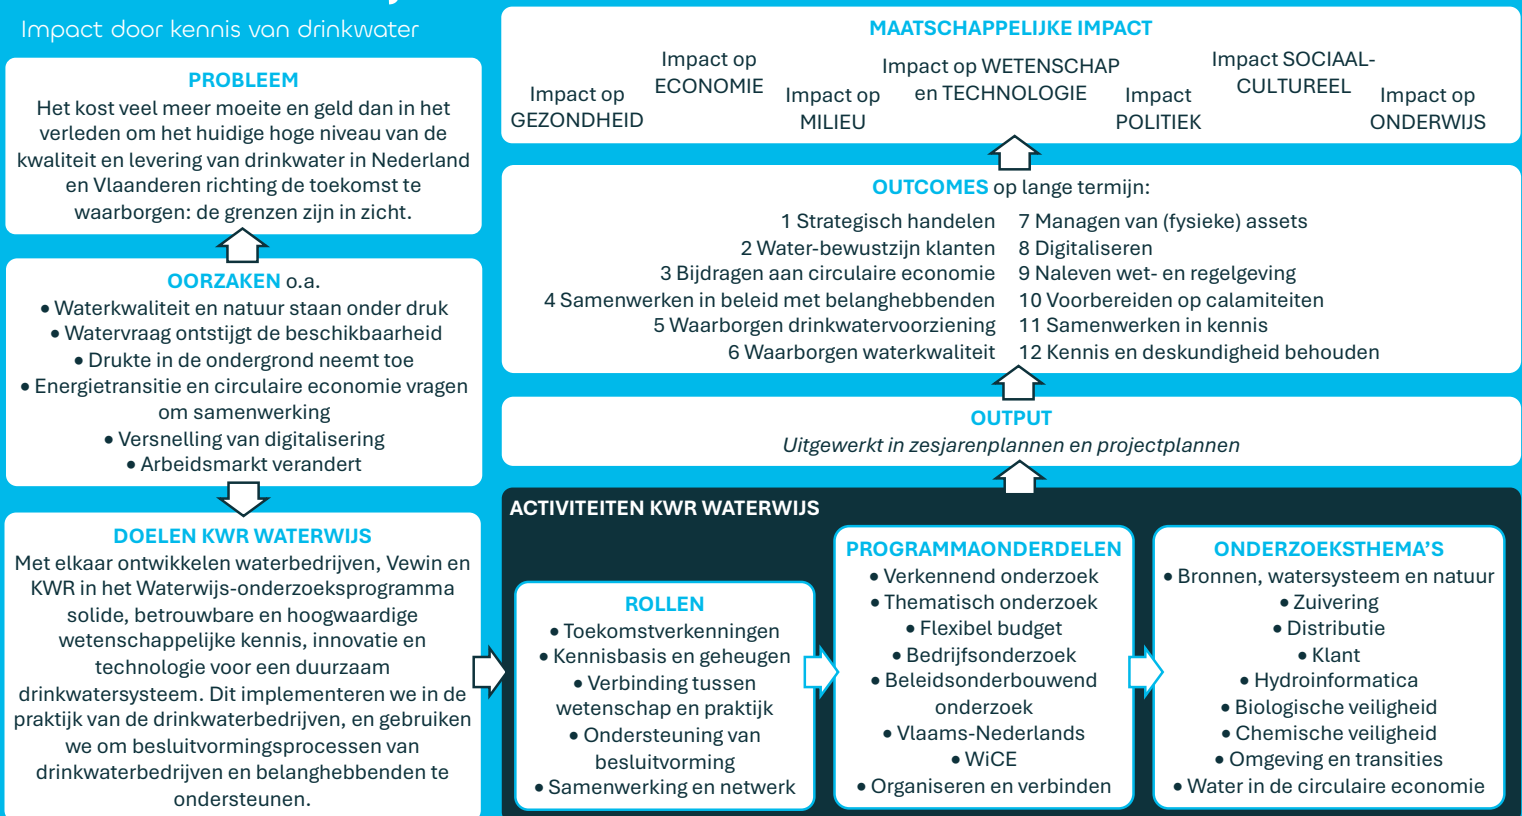 Impact door kennis van drinkwater
PROBLEEM
Het kost veel meer moeite en geld dan in het
verleden om het huidige hoge niveau van de
kwaliteit en levering van drinkwater in Nederland
en Vlaanderen richting de toekomst te
waarborgen: de grenzen zijn in zicht.
OORZAKEN o.a.
• Waterkwaliteit en natuur staan onder druk
• Watervraag ontstijgt de beschikbaarheid
• Drukte in de ondergrond neemt toe
• Energietransitie en circulaire economie vragen
om samenwerking
• Versnelling van digitalisering
• Arbeidsmarkt verandert
DOELEN KWR WATERWIJS
Met elkaar ontwikkelen waterbedrijven, Vewin en
KWR in het Waterwijs-onderzoeksprogramma
solide, betrouwbare en hoogwaardige
wetenschappelijke kennis, innovatie en
technologie voor een duurzaam
drinkwatersysteem. Dit implementeren we in de
praktijk van de drinkwaterbedrijven, en gebruiken
we om besluitvormingsprocessen van
drinkwaterbedrijven en belanghebbenden te
ondersteunen.
MAATSCHAPPELIJKE IMPACT
Impact op
GEZONDHEID
Impact op
ECONOMIE
Impact op
MILIEU
Impact op WETENSCHAP
en TECHNOLOGIE
Impact
POLITIEK
Impact SOCIAAL-
CULTUREEL
Impact op
ONDERWIJS
OUTCOMES op lange termijn:
1 Strategisch handelen
2 Water-bewustzijn klanten
3 Bijdragen aan circulaire economie
4 Samenwerken in beleid met belanghebbenden
5 Waarborgen drinkwatervoorziening
6 Waarborgen waterkwaliteit
7 Managen van (fysieke) assets
8 Digitaliseren
9 Naleven wet- en regelgeving
10 Voorbereiden op calamiteiten
11 Samenwerken in kennis
12 Kennis en deskundigheid behouden
OUTPUT
Uitgewerkt in zesjarenplannen en projectplannen
ACTIVITEITEN KWR WATERWIJS
ROLLEN
• Toekomstverkenningen
• Kennisbasis en geheugen
• Verbinding tussen
wetenschap en praktijk
• Ondersteuning van
besluitvorming
• Samenwerking en netwerk
PROGRAMMAONDERDELEN
• Verkennend onderzoek
• Thematisch onderzoek
• Flexibel budget
• Bedrijfsonderzoek
• Beleidsonderbouwend
onderzoek
• Vlaams-Nederlands
• WiCE
• Organiseren en verbinden
ONDERZOEKSTHEMA'S
• Bronnen, watersysteem en natuur
• Zuivering
• Distributie
• Klant
• Hydroinformatica
• Biologische veiligheid
• Chemische veiligheid
• Omgeving en transities
• Water in de circulaire economie